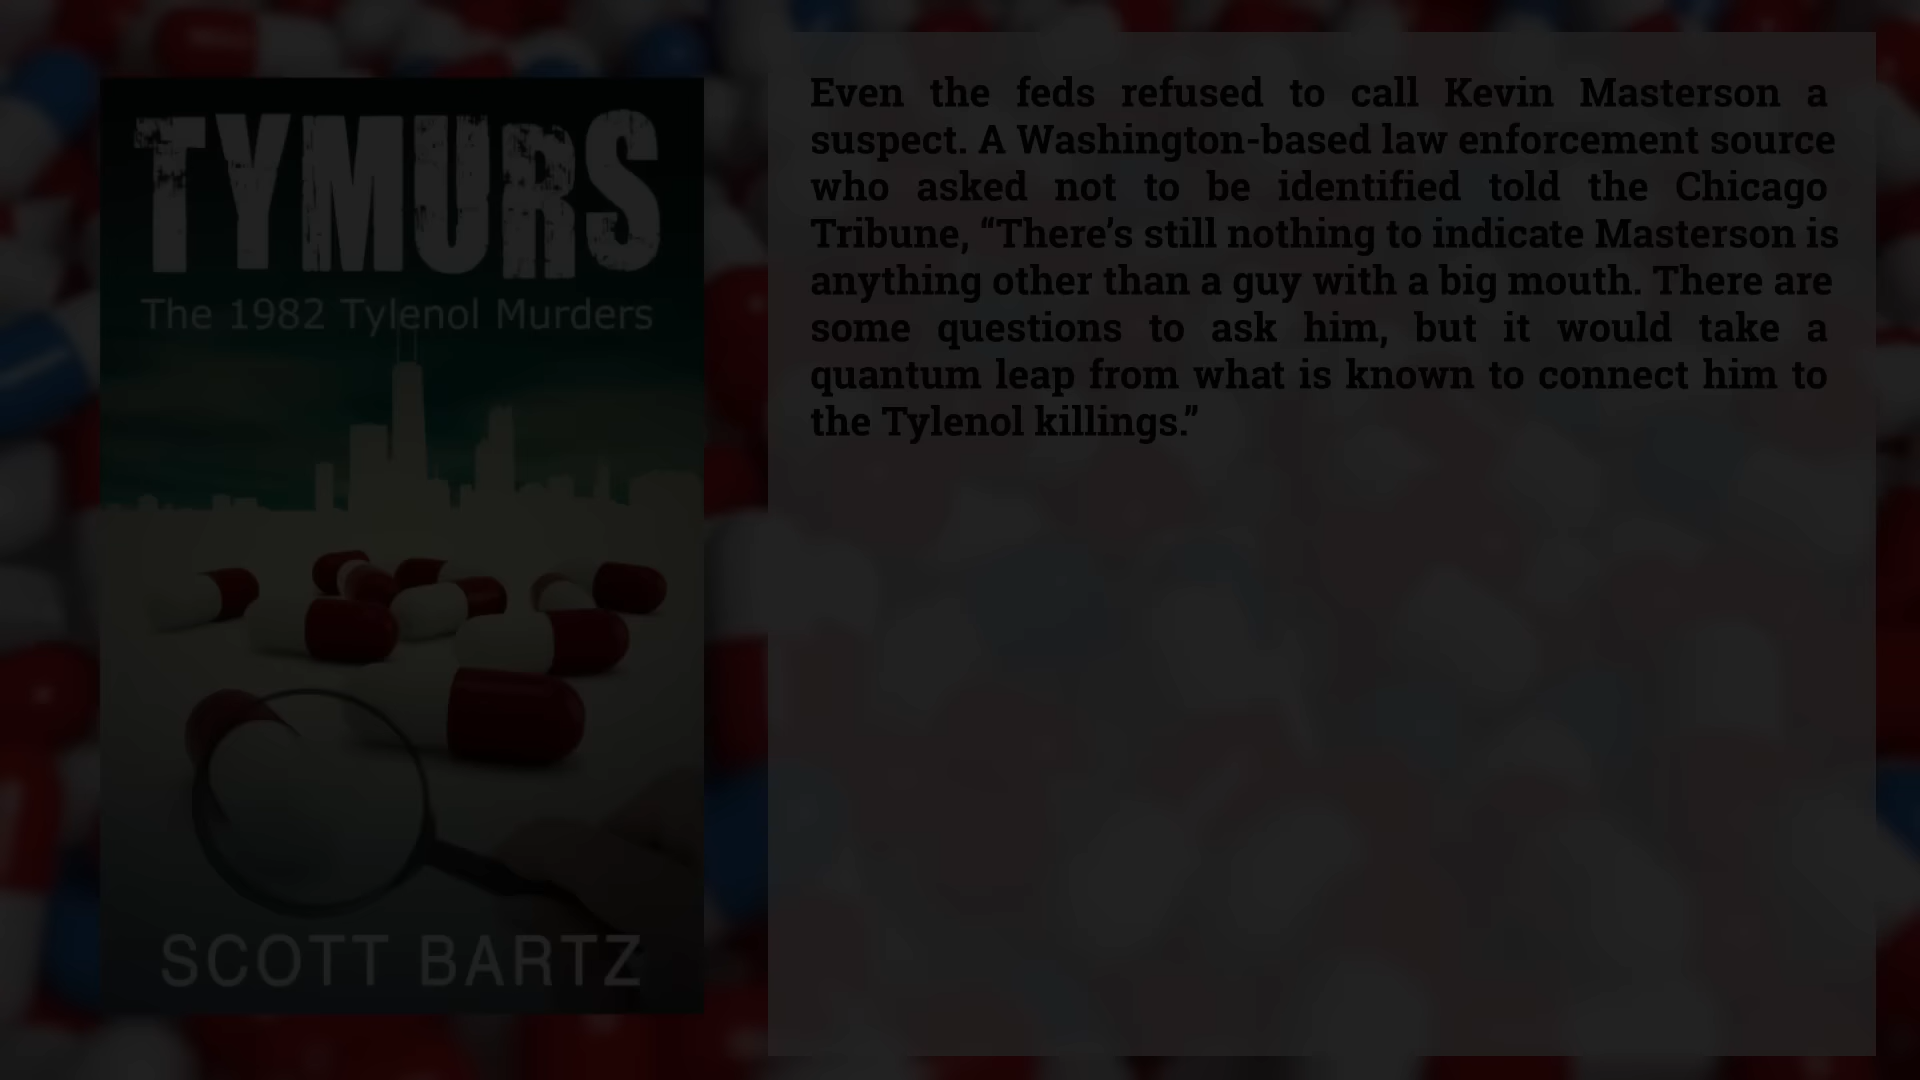 TYMURS
The 1982 Tylenol Murders
SCOTT BARTZ
Even the feds refused to call Kevin Masterson a
suspect. A Washington-based law enforcement source
who asked not to be identified told the Chicago
Tribune, “There’s still nothing to indicate Masterson is
anything other than a guy with a big mouth. There are
some questions to ask him, but it would take a
quantum leap from what is known to connect him to
the Tylenol killings.”